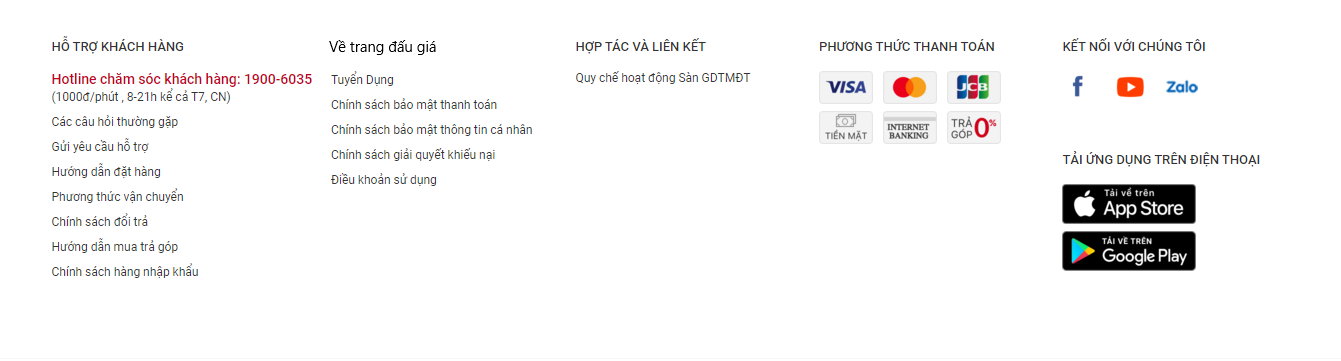 HỖ TRỢ KHÁCH HÀNG
Hotline chăm sóc khách hàng: 1900-6035
(1000đ/phút , 8-21h kể cả T7, CN)
Các câu hỏi thường gặp
Gửi yêu cầu hỗ trợ
Hướng dẫn đặt hàng
Phương thức vận chuyển
Chính sách đổi trả
Hướng dẫn mua trả góp
Chính sách hàng nhập khẩu
Về trang đấu giá
Tuyển Dụng
Chính sách bảo mật thanh toán
Chính sách bảo mật thông tin cá nhân
Chính sách giải quyết khiếu nại
Điều khoản sử dụng
HỢP TÁC VÀ LIÊN KẾT
Quy chế hoạt động Sàn GDTMĐT
PHƯƠNG THỨC THANH TOÁN
VISA
JCB
TIỀN MẶT
INTERNET
BANKING
TRẢ
GÓP 0%
KẾT NỐI VỚI CHÚNG TÔI
f
Zalo
TẢI ỨNG DỤNG TRÊN ĐIỆN THOẠI
Tải về trên
App Store
TẢI VỀ TRÊN
Google Play